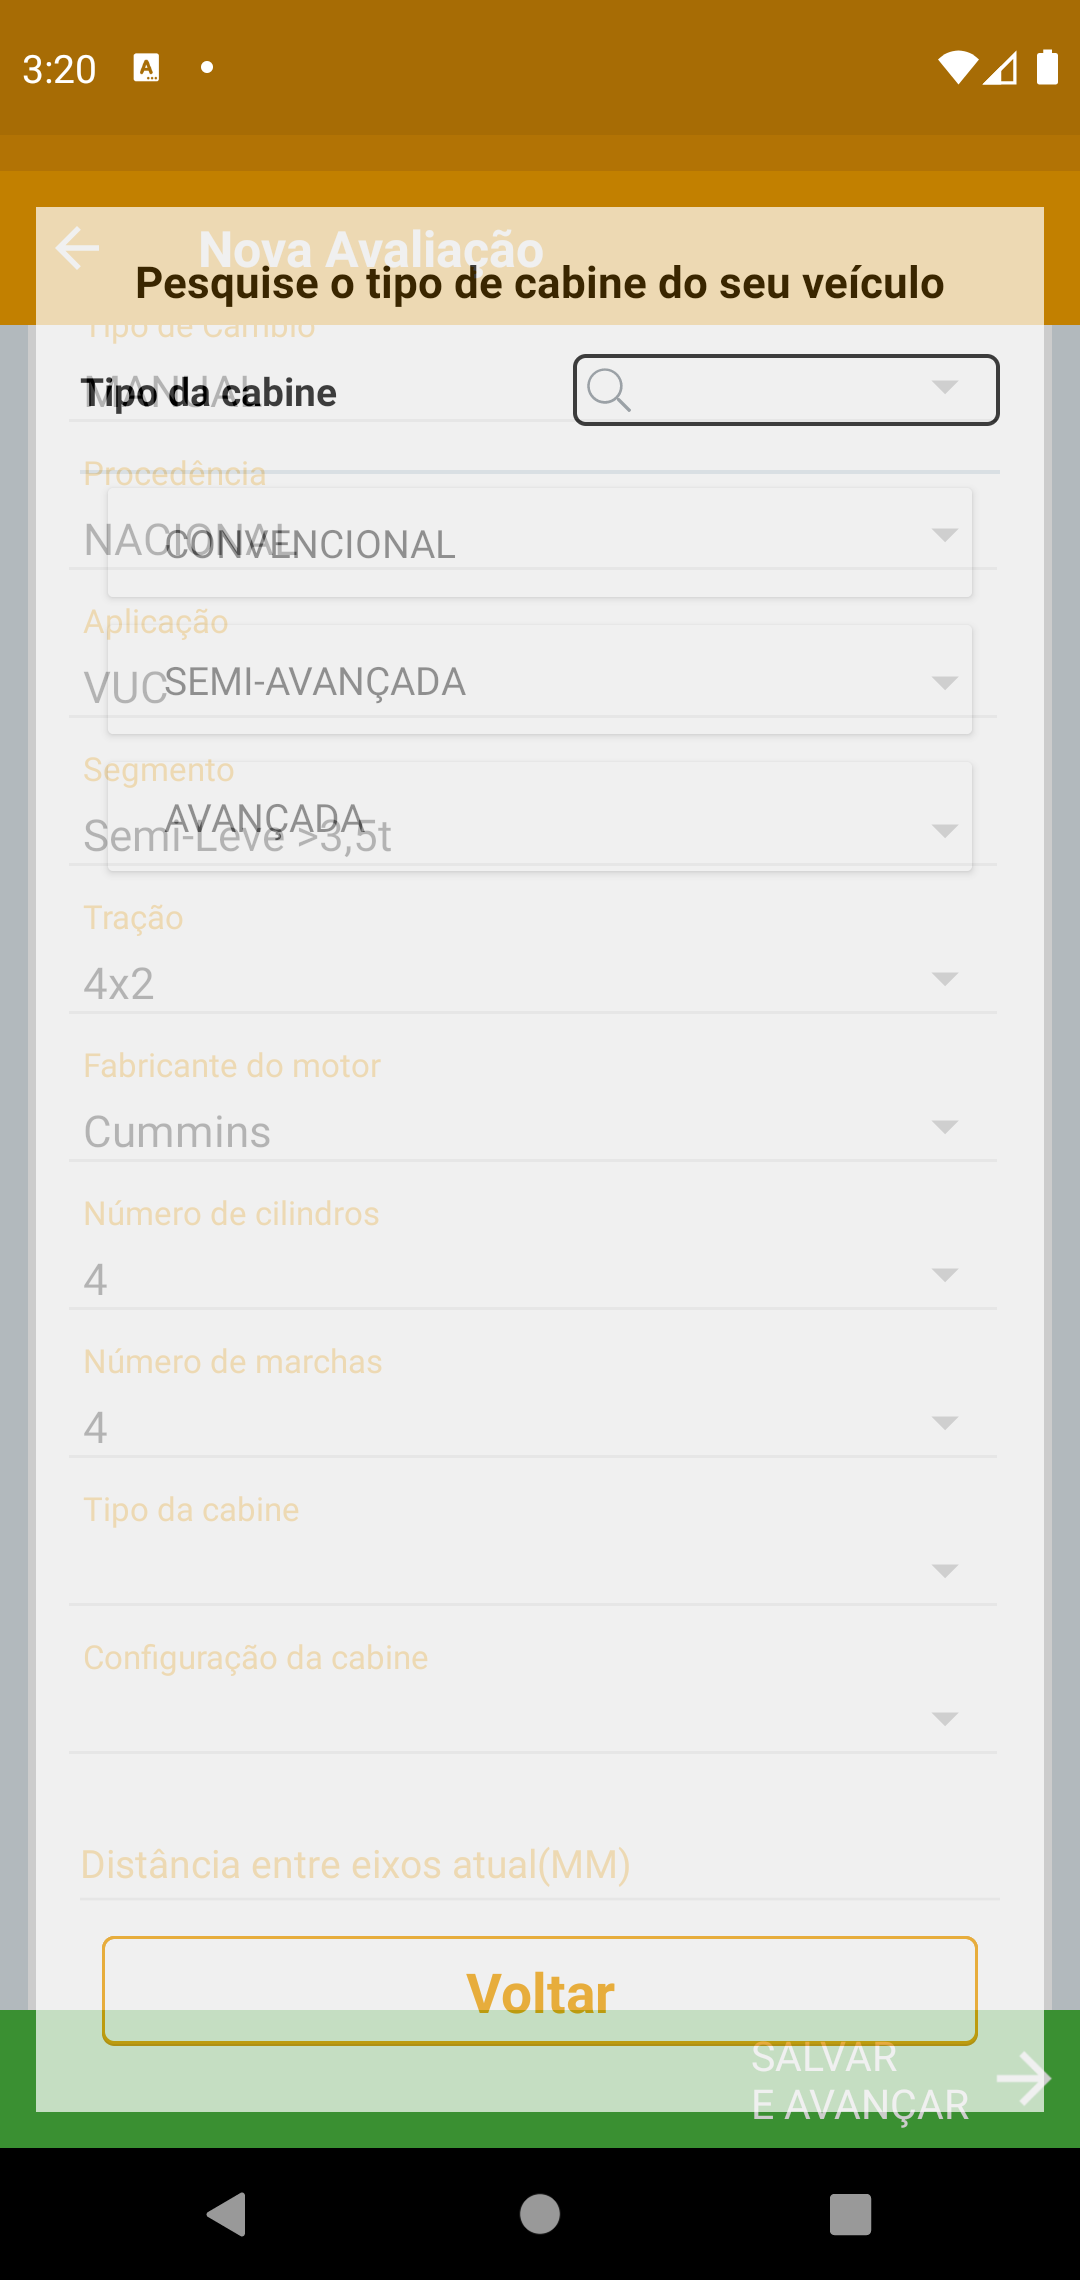 3:20
Nova Avaliação
Pesquise o tipo de cabine do seu veículo
Tipo de Câmbio
MANUAL
Tipo da cabine
Procedência
NACIONAL
CONVENCIONAL
Aplicação
VUC
SEMI-AVANÇADA
Segmento
AVANÇADA
Semi-Leve >3,5t
Tração
4x2
Fabricante do motor
Cummins
Número de cilindros
4
Número de marchas
4
Tipo da cabine
Configuração da cabine
Distância entre eixos atual(MM)
Voltar
SALVAR
E AVANÇAR